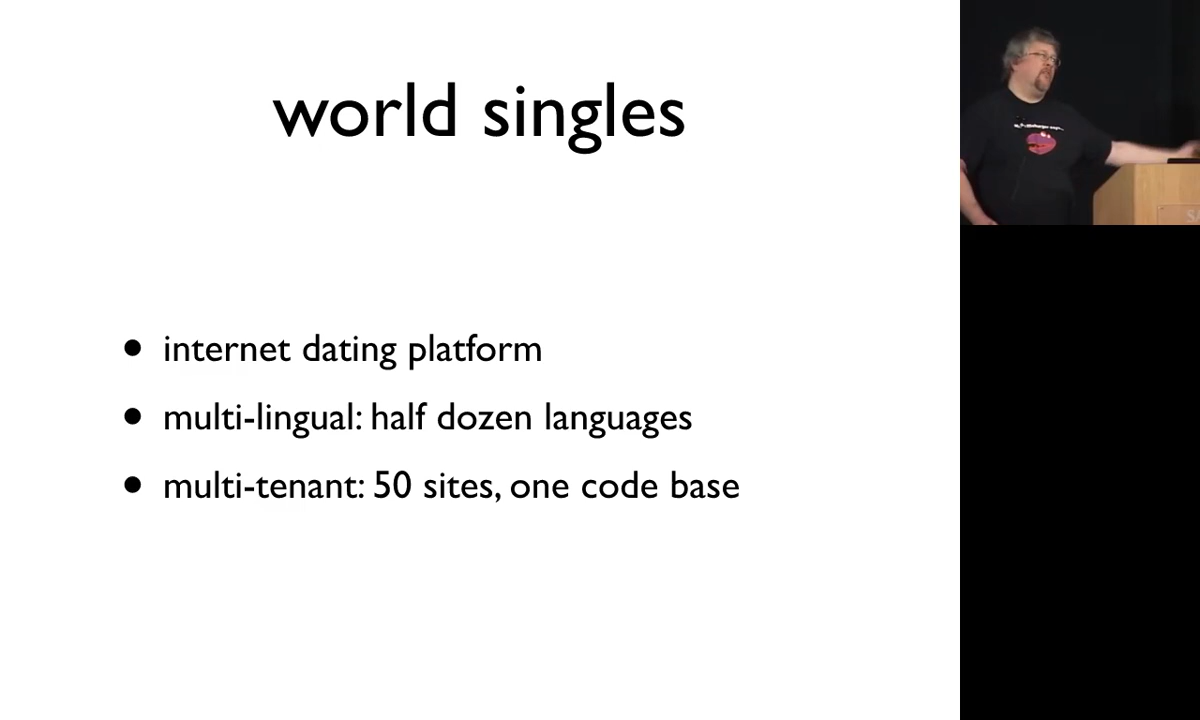 world singles
• internet dating platform
• multi-lingual: half dozen languages
• multi-tenant: 50 sites, one code base